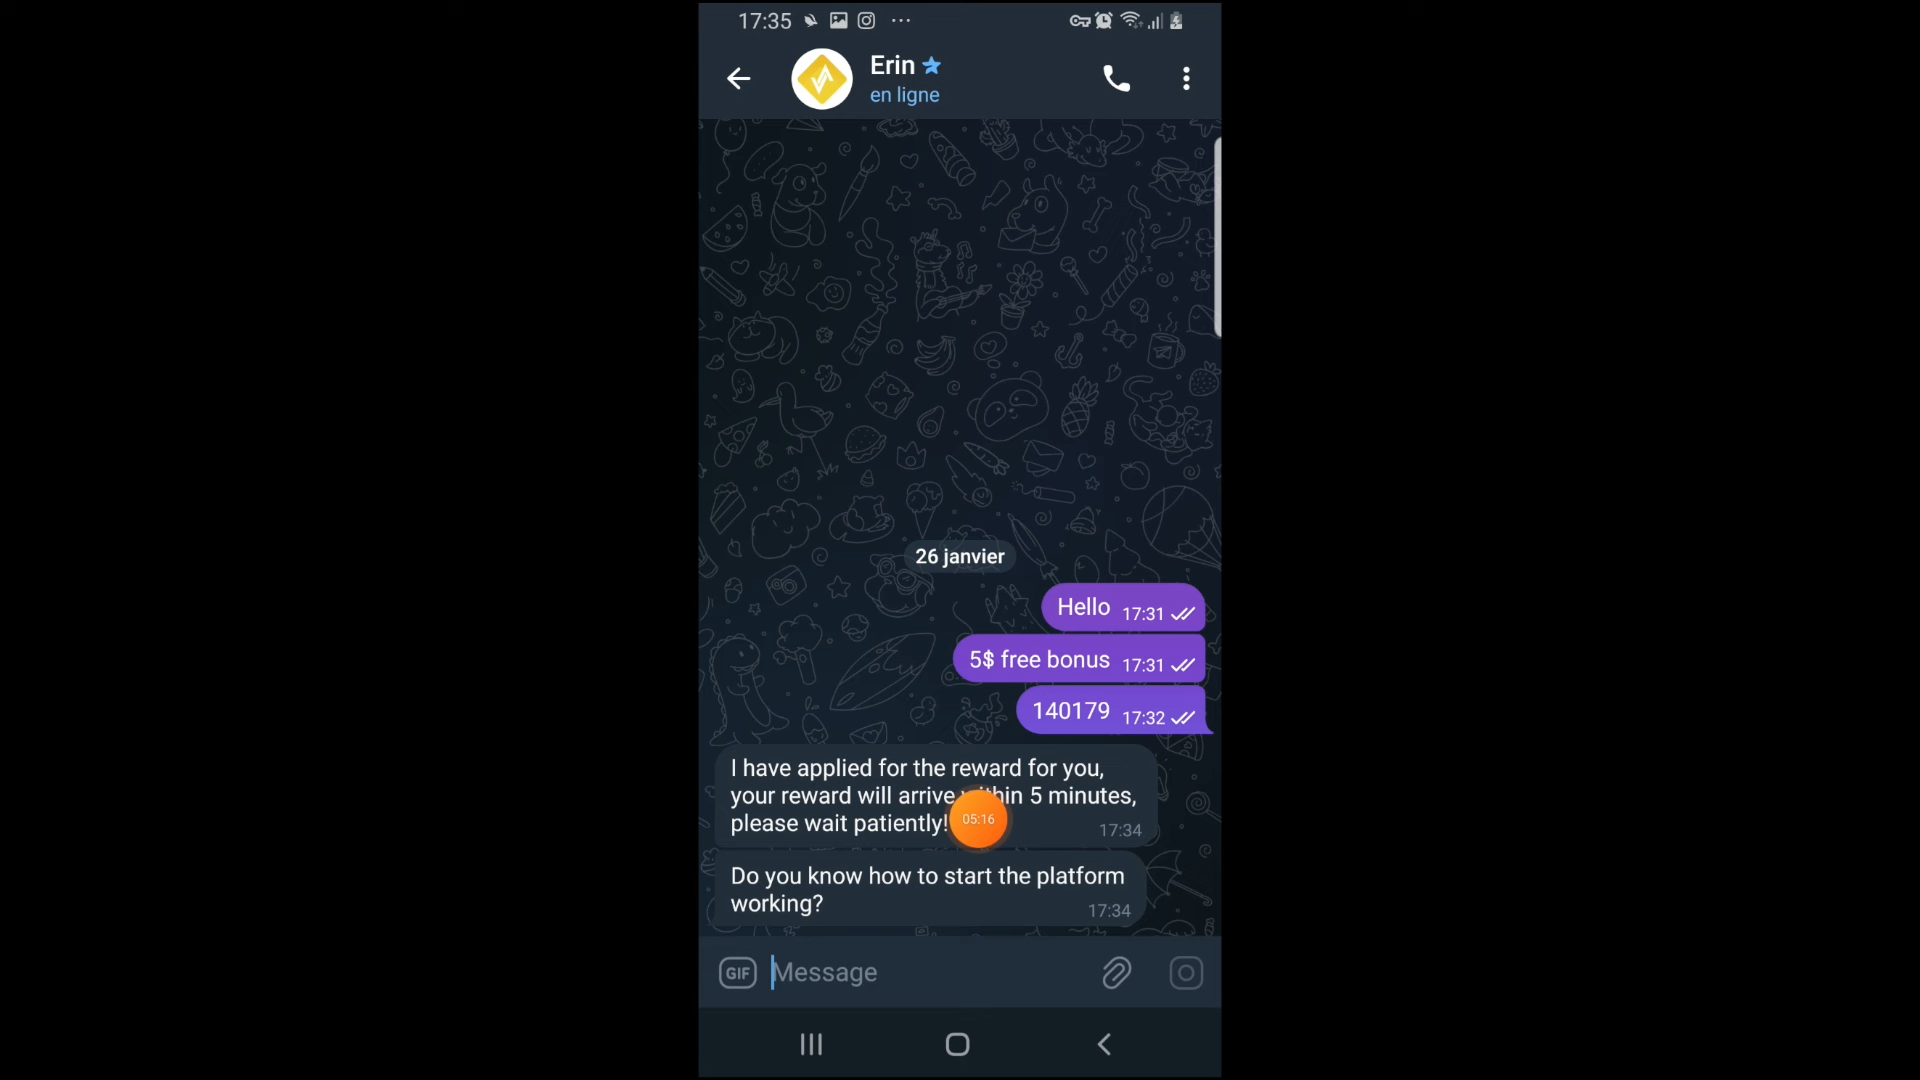 17:35
Erin
en ligne
26 janvier
Hello 17:31
5$ free bonus 17:31
140179 17:32
I have applied for the reward for you,
your reward will arrive within 5 minutes,
please wait patiently! 17:34
05:16
Do you know how to start the platform
working? 17:34
GIF Message